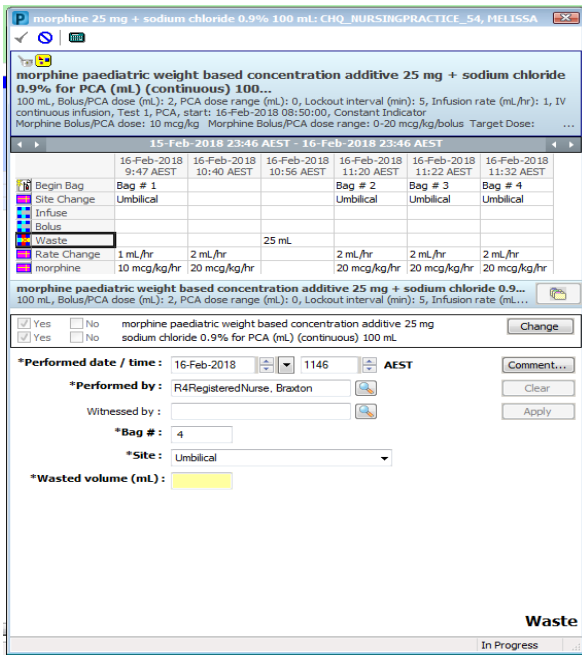 morphine 25 mg + sodium chloride 0.9% 100 mL: CHQ_NURSINGPRACTICE_54, MELISSA
morphine paediatric weight based concentration additive 25 mg + sodium chloride
0.9% for PCA (mL) (continuous) 100...
100 mL, Bolus/PCA dose (mL): 2, PCA dose range (mL): 0, Lockout interval (min): 5, Infusion rate (mL/hr): 1, IV
continuous infusion, Test 1, PCA, start: 16-Feb-2018 08:50:00, Constant Indicator
Morphine Bolus/PCA dose: 10 mcg/kg Morphine Bolus/PCA dose range: 0-20 mcg/kg/bolus Target Dose: ...
15-Feb-2018 23:46 AEST - 16-Feb-2018 23:46 AEST
16-Feb-2018 16-Feb-2018 16-Feb-2018 16-Feb-2018 16-Feb-2018 16-Feb-2018
9:47 AEST 10:40 AEST 10:56 AEST 11:20 AEST 11:22 AEST 11:32 AEST
Begin Bag Bag # 1 Bag # 2 Bag # 3 Bag # 4
Site Change Umbilical Umbilical Umbilical Umbilical
Infuse
Bolus
Waste 25 mL
Rate Change 1 mL/hr 2 mL/hr 2 mL/hr 2 mL/hr 2 mL/hr
morphine 10 mcg/kg/hr 20 mcg/kg/hr 20 mcg/kg/hr 20 mcg/kg/hr 20 mcg/kg/hr
morphine paediatric weight based concentration additive 25 mg + sodium chloride 0.9...
100 mL, Bolus/PCA dose (mL): 2, PCA dose range (mL): 0, Lockout interval (min): 5, Infusion rate (mL...
Yes No morphine paediatric weight based concentration additive 25 mg
Change
Yes No sodium chloride 0.9% for PCA (mL) (continuous) 100 mL
*Performed date / time : 16-Feb-2018 1146 AEST Comment...
*Performed by : R4RegisteredNurse, Braxton Clear
Witnessed by : Apply
*Bag # : 4
*Site : Umbilical
*Wasted volume (mL) :
Waste
In Progress